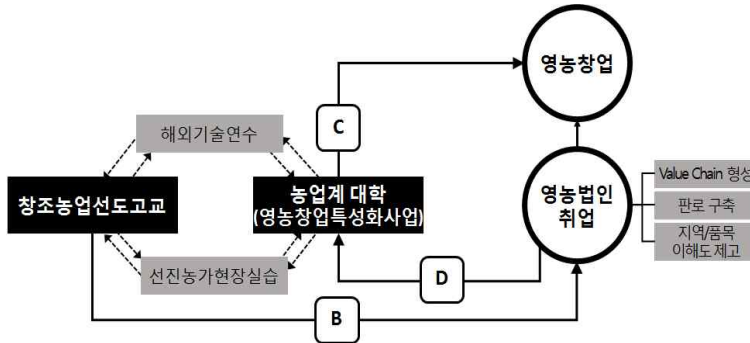 영농창업
C
해외기술연수
창조농업선도고교
농업계 대학
(영농창업특성화사업)
영농법인
취업
Value Chain 형성
판로 구축
지역/품목
이해도 제고
선진농가현장실습
D
B